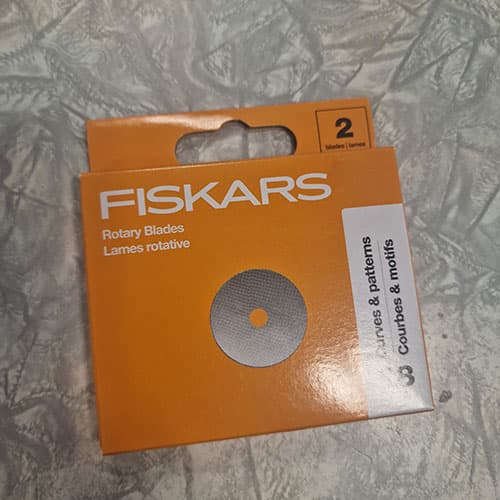 2
blades | lames
FISKARS
Rotary Blades
Lames rotative
Curves & patterns
Courbes & motifs